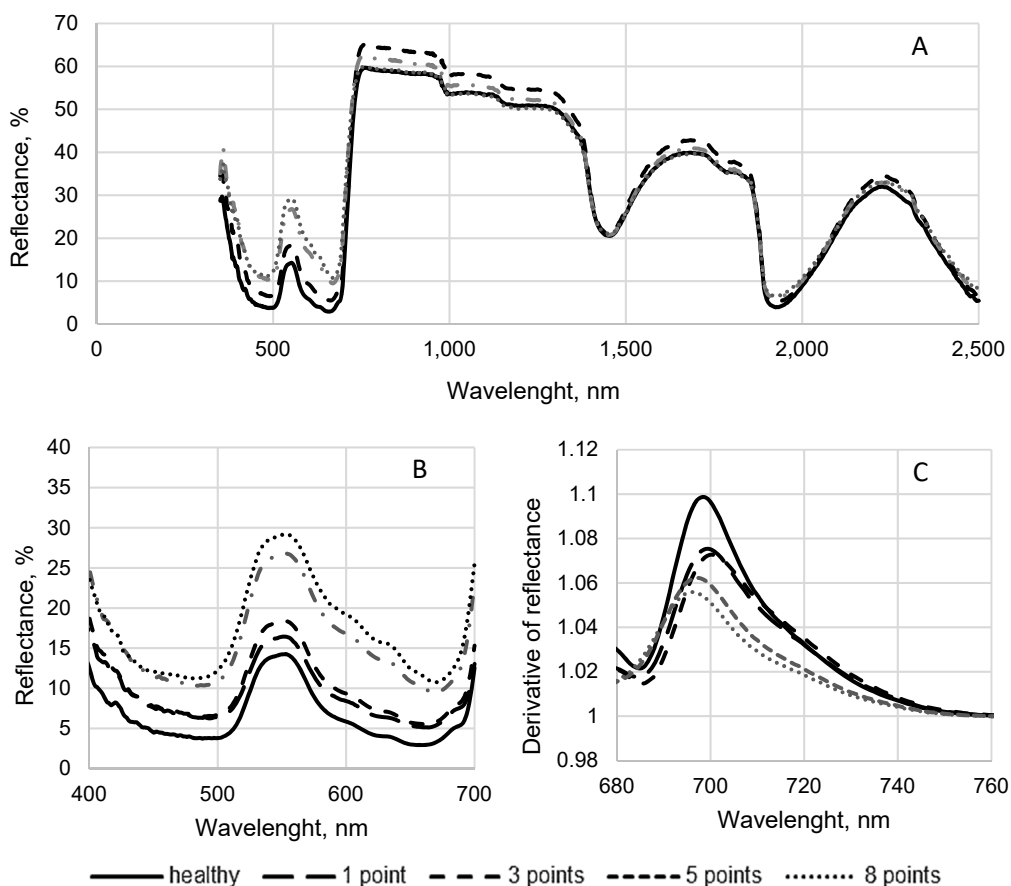 A
Reflectance, %
70
60
50
40
30
20
10
0
0 500 1,000 1,500 2,000 2,500
Wavelenght, nm
B
Reflectance, %
40
35
30
25
20
15
10
5
0
400 500 600 700
Wavelenght, nm
C
Derivative of reflectance
1.12
1.1
1.08
1.06
1.04
1.02
1
0.98
680 700 720 740 760
Wavelenght, nm
healthy 1 point 3 points 5 points 8 points